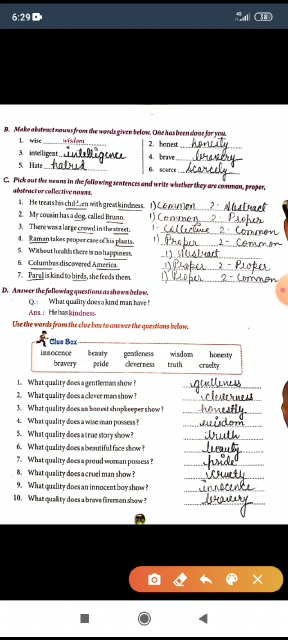 6:29
38
B. Make abstract nouns from the words given below. One has been done for you.
1. wise wisdom 2. honest honesty
3. intelligent intelligence 4. brave bravery
5. Hate hatred 6. scarce scarcely
C. Pick out the nouns in the following sentences and write whether they are common, proper,
abstract or collective nouns.
1. He treats his children with great kindness. 1) Common 2 - Abstract
2. My cousin has a dog, called Bruno. 1) Common 2 - Proper
3. There was a large crowd in the street. 1 - Collective 2 - Common
4. Raman takes proper care of his plants. 1) Proper 2 - Common
5. Without health there is no happiness. 1) Abstract
6. Columbus discovered America. 1) Proper 2 - Proper
7. Parul is kind to birds, she feeds them. 1) Proper 2 - Common
D. Answer the following questions as shown below.
Q.: What quality does a kind man have?
Ans.: He has kindness.
Use the words from the clue box to answer the questions below.
Clue Box
innocence beauty gentleness wisdom honesty
bravery pride cleverness truth cruelty
1. What quality does a gentleman show? gentleness
2. What quality does a clever man show? cleverness
3. What quality does an honest shopkeeper show? honestly
4. What quality does a wise man possess? wisdom
5. What quality does a true story show? truth
6. What quality does a beautiful face show? beauty
7. What quality does a proud woman possess? pride
8. What quality does a cruel man show? cruety
9. What quality does an innocent boy show? innocence
10. What quality does a brave fireman show? bravery